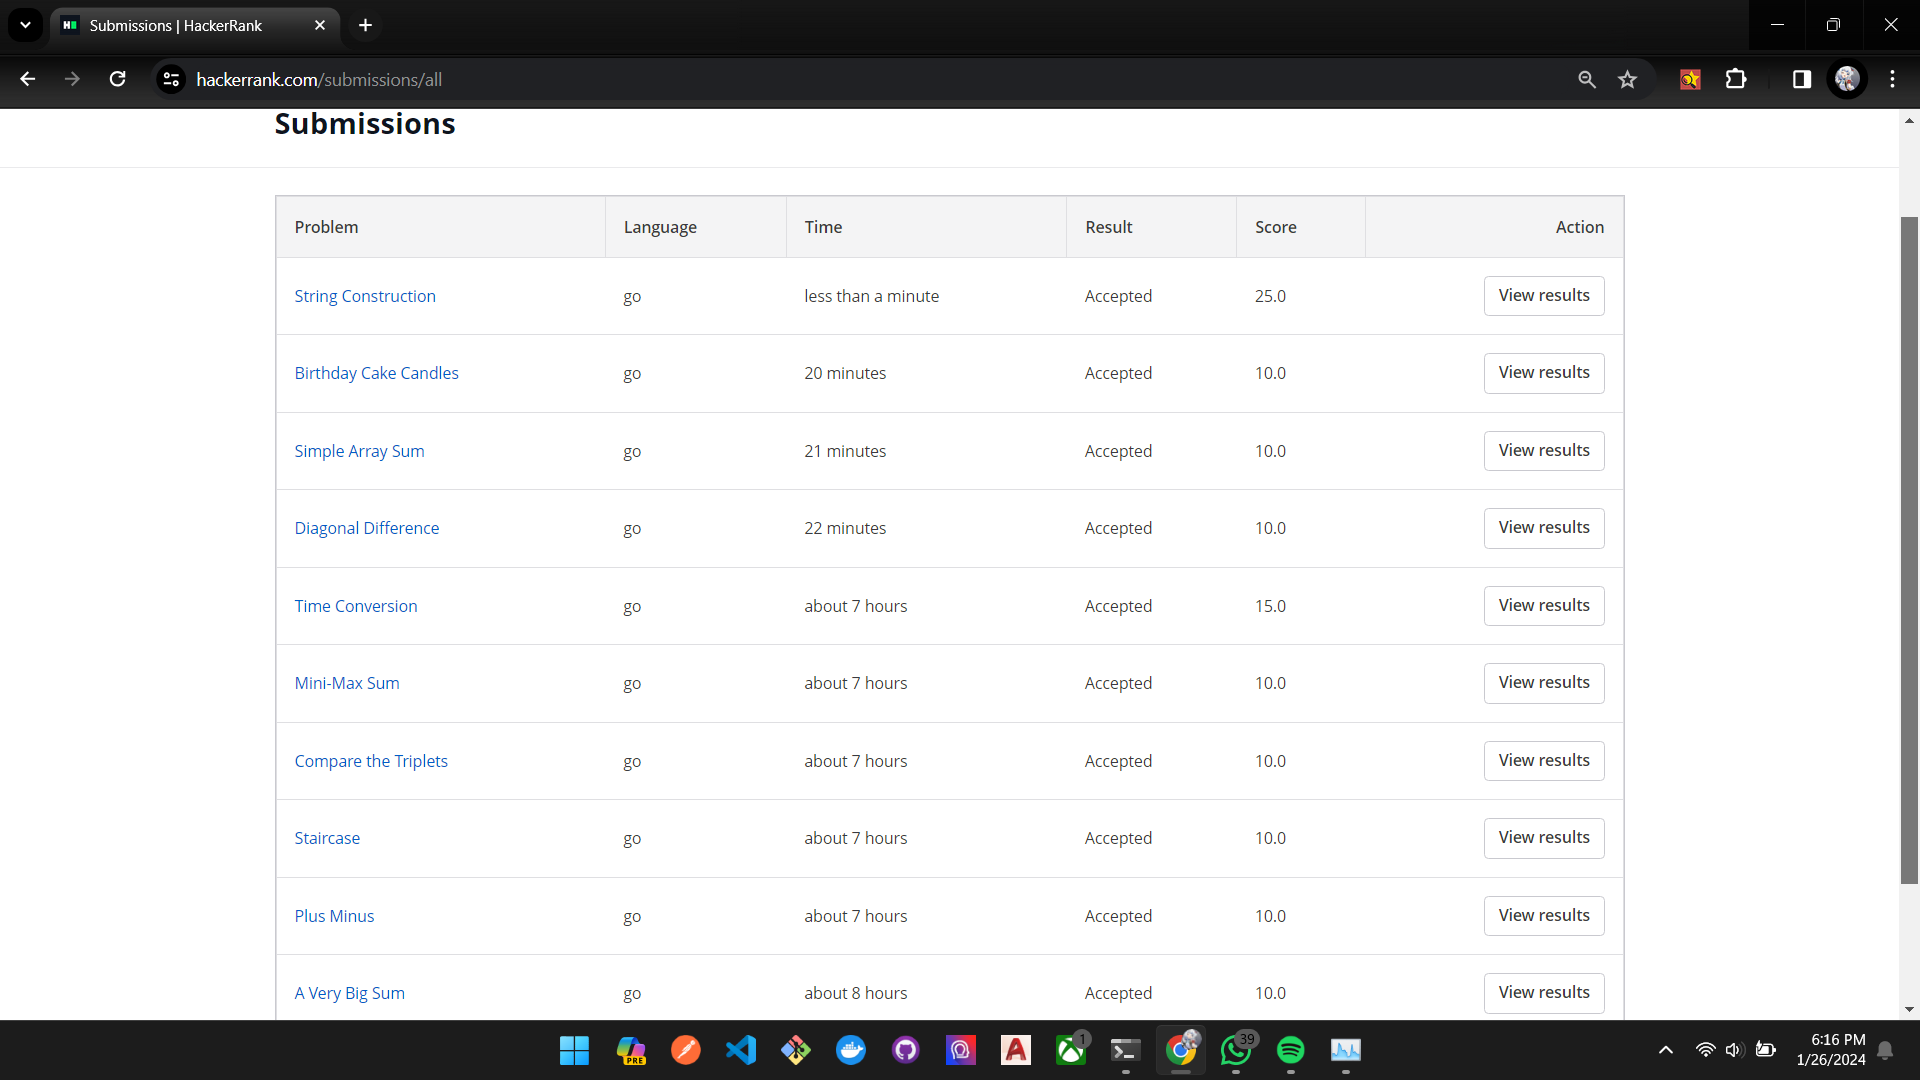 Submissions | HackerRank
hackerrank.com/submissions/all
Submissions
Problem Language Time Result Score Action
String Construction go less than a minute Accepted 25.0 View results
Birthday Cake Candles go 20 minutes Accepted 10.0 View results
Simple Array Sum go 21 minutes Accepted 10.0 View results
Diagonal Difference go 22 minutes Accepted 10.0 View results
Time Conversion go about 7 hours Accepted 15.0 View results
Mini-Max Sum go about 7 hours Accepted 10.0 View results
Compare the Triplets go about 7 hours Accepted 10.0 View results
Staircase go about 7 hours Accepted 10.0 View results
Plus Minus go about 7 hours Accepted 10.0 View results
A Very Big Sum go about 8 hours Accepted 10.0 View results
PRE 1 39 6:16 PM
1/26/2024